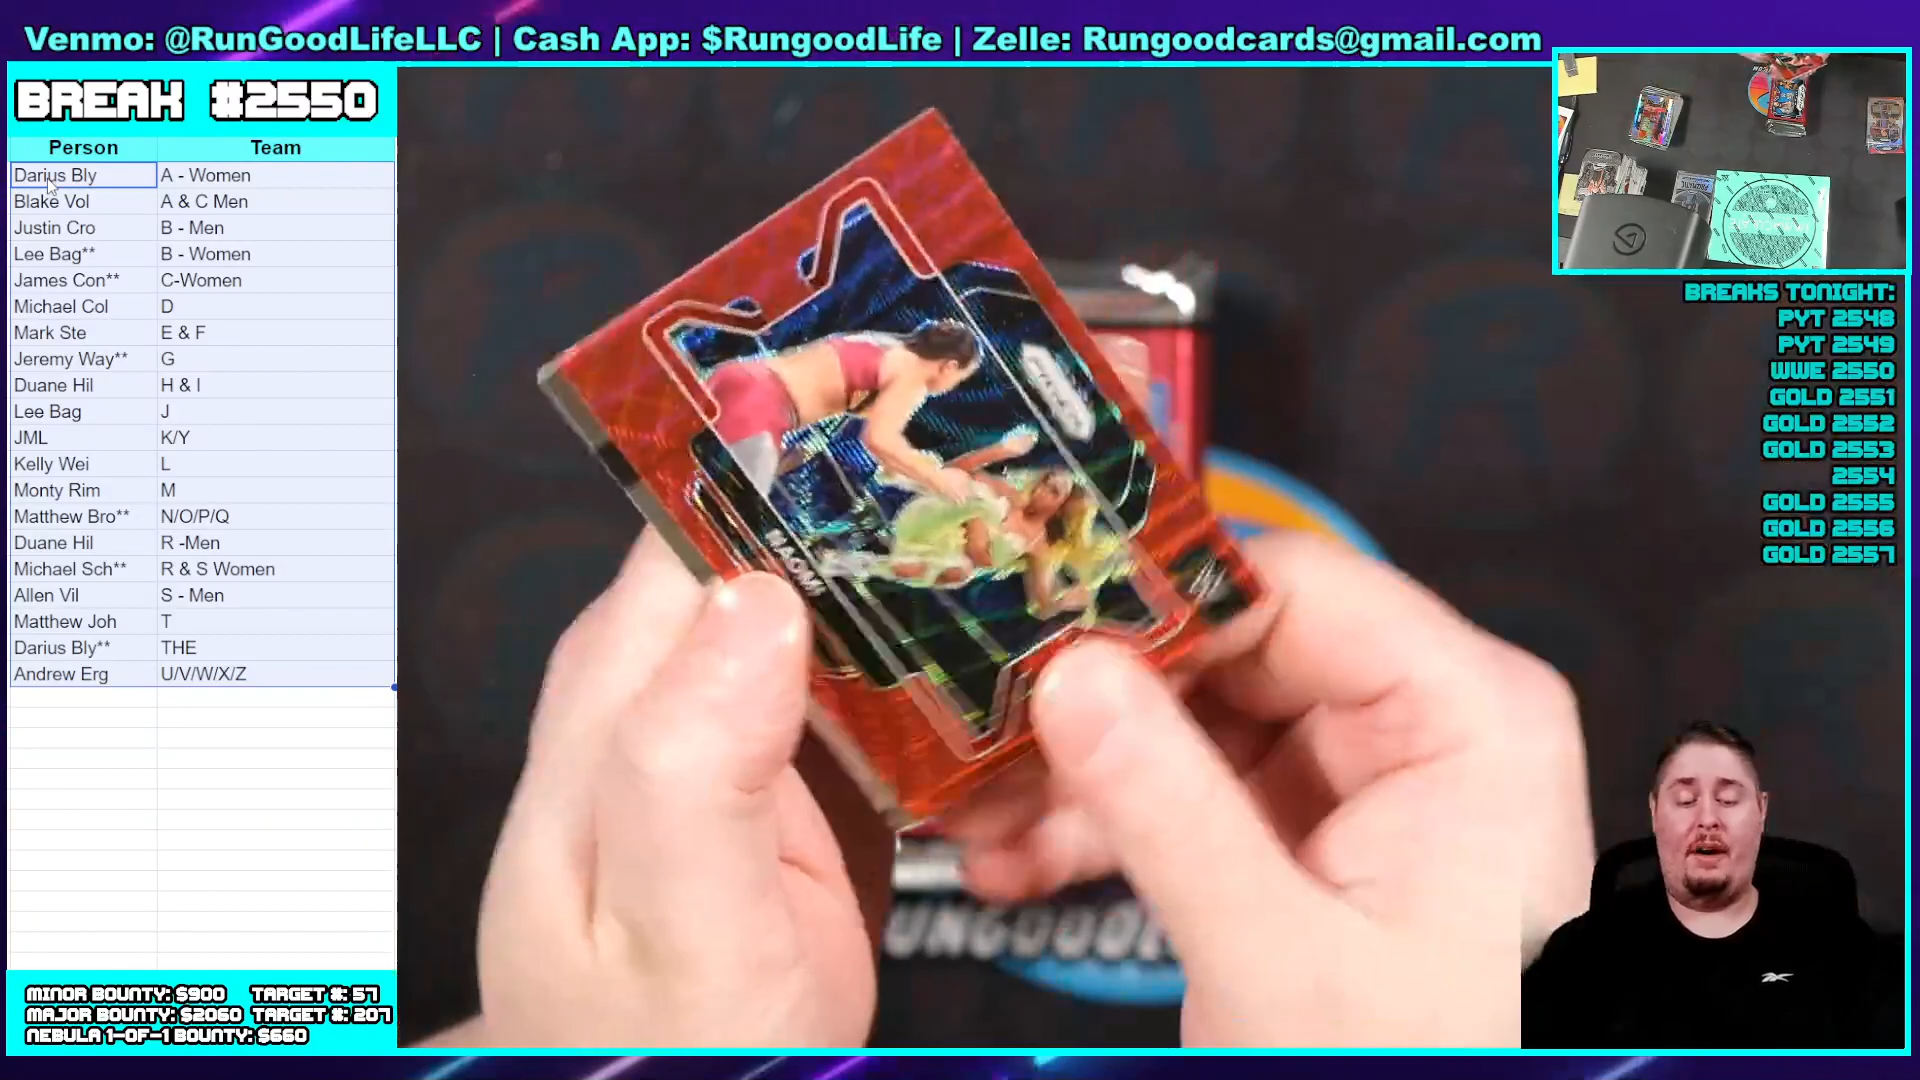 Venmo: @RunGoodLifeLLC | Cash App: $RungoodLife | Zelle: Rungoodcards@gmail.com
BREAK #2550
Person Team
Darius Bly A - Women
Blake Vol A & C Men
Justin Cro B - Men
Lee Bag** B - Women
James Con** C-Women
Michael Col D
Mark Ste E & F
Jeremy Way** G
Duane Hil H & I
Lee Bag J
JML K/Y
Kelly Wei L
Monty Rim M
Matthew Bro** N/O/P/Q
Duane Hil R -Men
Michael Sch** R & S Women
Allen Vil S - Men
Matthew Joh T
Darius Bly** THE
Andrew Erg U/V/W/X/Z
MINOR BOUNTY: $900 TARGET #: 57
MAJOR BOUNTY: $2060 TARGET #: 207
NEBULA 1-OF-1 BOUNTY: $660
NAOMI
BREAKS TONIGHT:
PYT 2548
PYT 2549
WWE 2550
GOLD 2551
GOLD 2552
GOLD 2553
2554
GOLD 2555
GOLD 2556
GOLD 2557